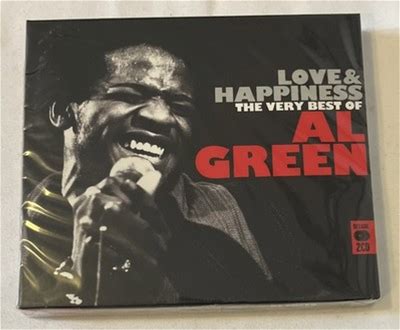 LOVE&
HAPPINESS
THE VERY BEST OF
AL
GREEN
2CD